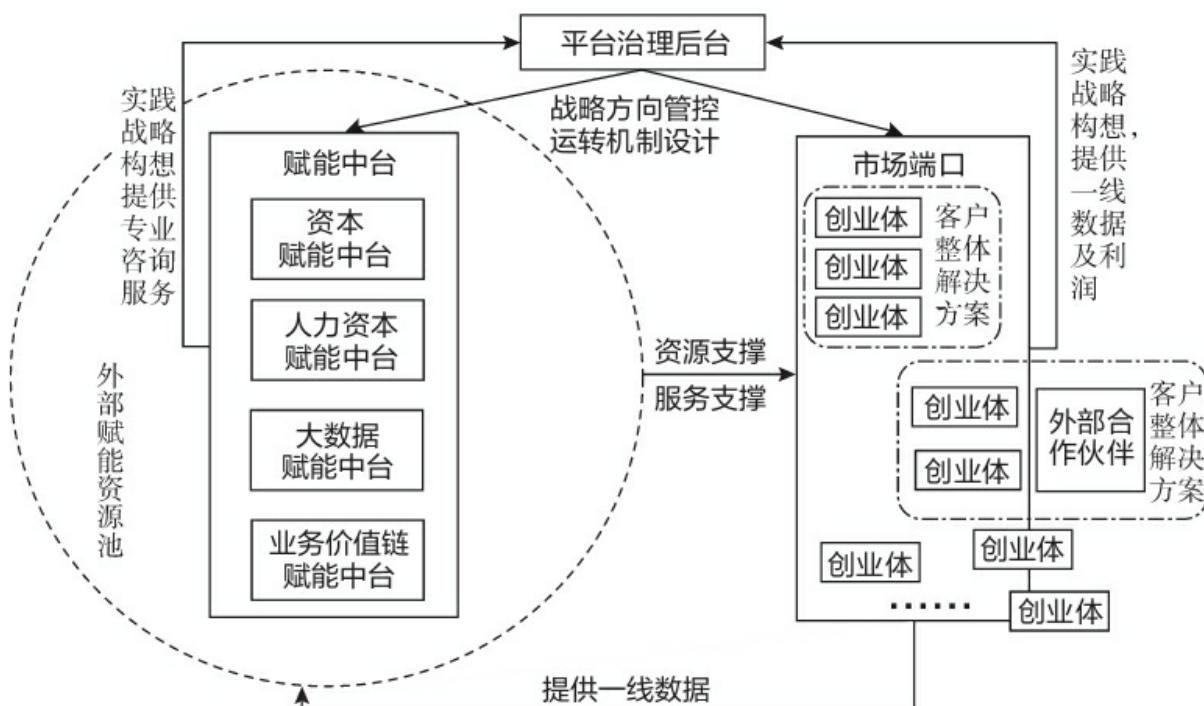 平台治理后台
战略方向管控
运转机制设计
实践
战略
构想
提供
专业
咨询
服务
外部赋能资源池
赋能中台
资本
赋能中台
人力资本
赋能中台
大数据
赋能中台
业务价值链
赋能中台
资源支撑
服务支撑
市场端口
创业体
创业体
创业体
客户
整体
解决
方案
创业体
创业体
外部合
作伙伴
客户
整体
解决
方案
创业体
创业体
......
创业体
实践
战略
构想,
提供
一线
数据
及利
润
提供一线数据